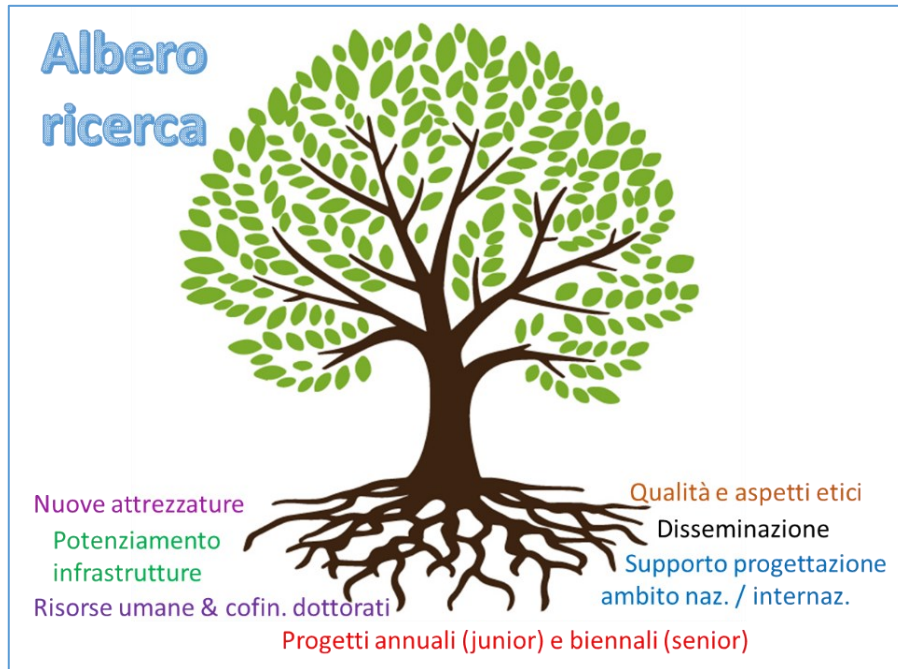 Albero
ricerca
Nuove attrezzature
Potenziamento
infrastrutture
Risorse umane & cofin. dottorati
Qualità e aspetti etici
Disseminazione
Supporto progettazione
ambito naz. / internaz.
Progetti annuali (junior) e biennali (senior)